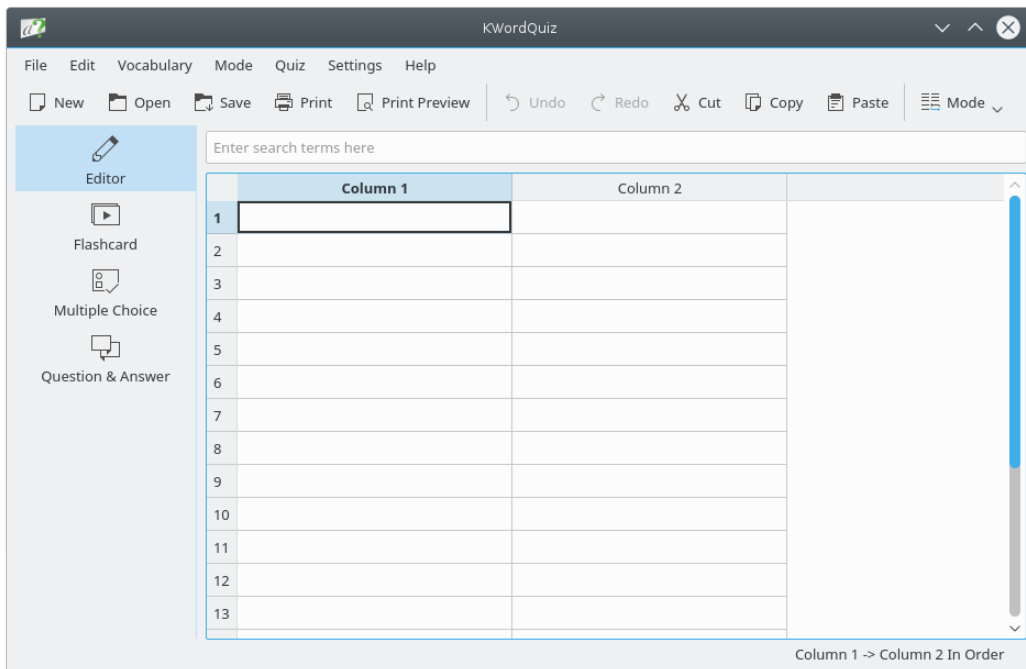 KWordQuiz
File Edit Vocabulary Mode Quiz Settings Help
New Open Save Print Print Preview Undo Redo Cut Copy Paste Mode
Editor
Flashcard
Multiple Choice
Question & Answer
Enter search terms here
Column 1 Column 2
1
2
3
4
5
6
7
8
9
10
11
12
13
Column 1 -> Column 2 In Order